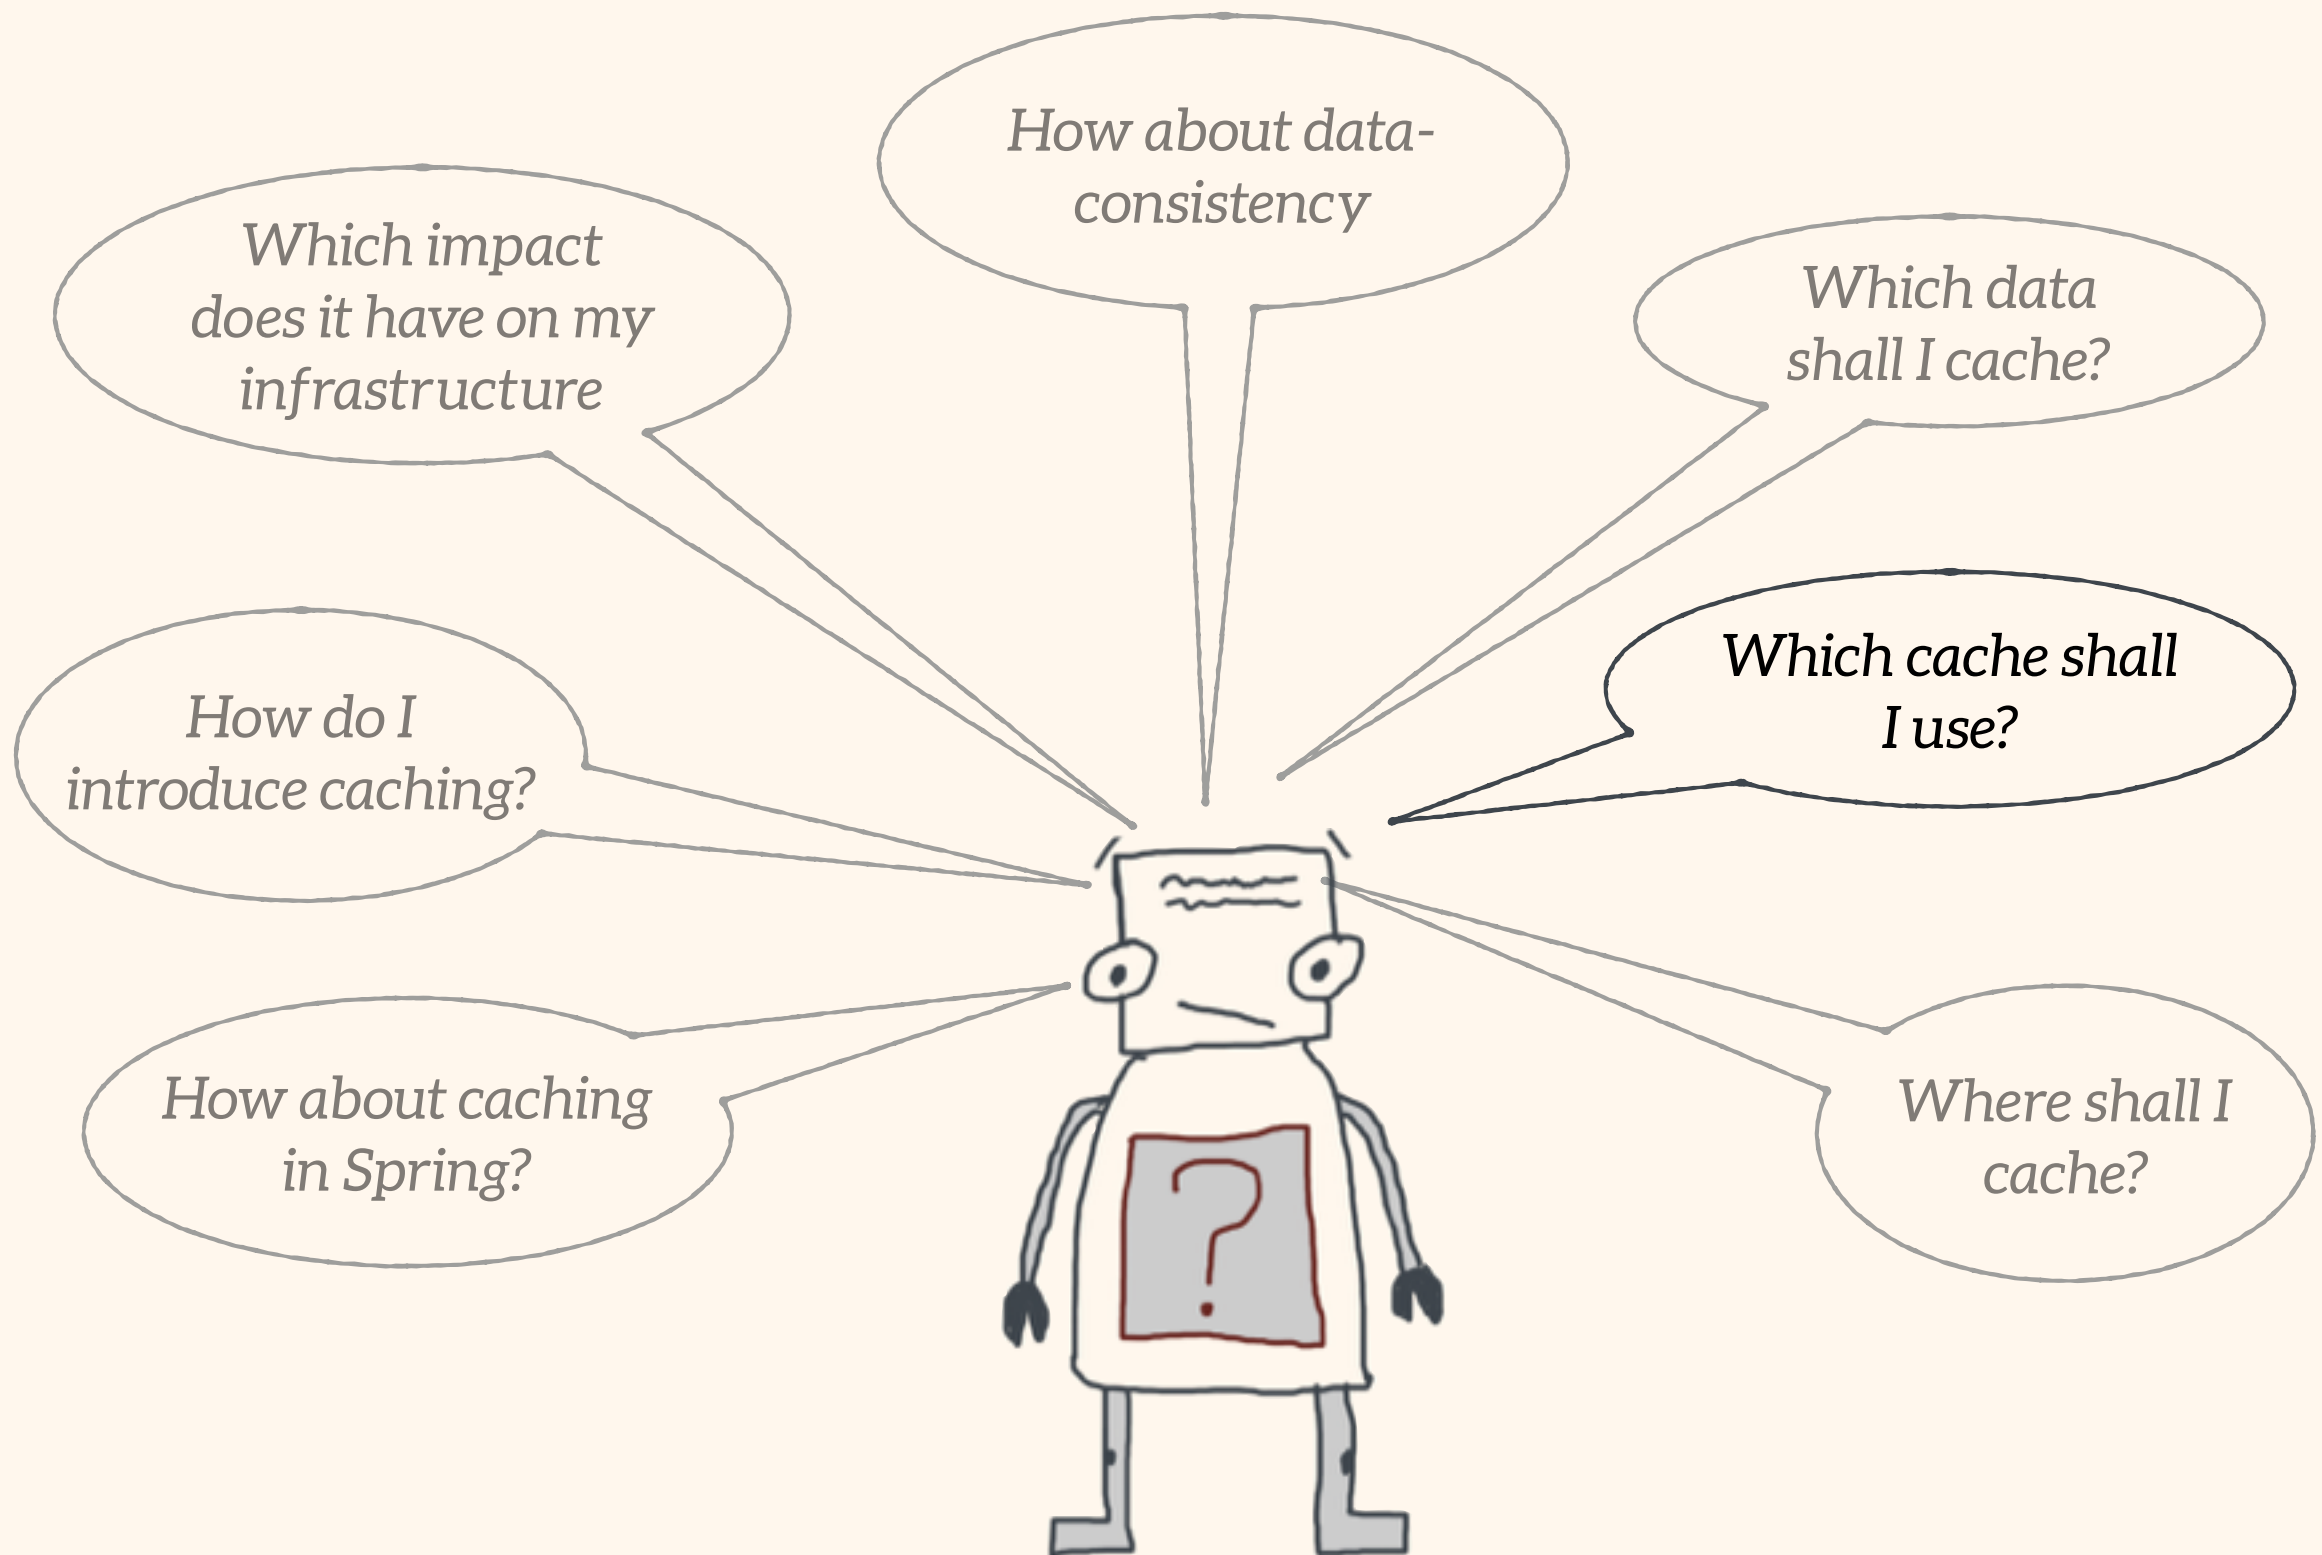 How about data-
consistency
Which impact
does it have on my
infrastructure
Which data
shall I cache?
Which cache shall
I use?
How do I
introduce caching?
How about caching
in Spring?
Where shall I
cache?
?